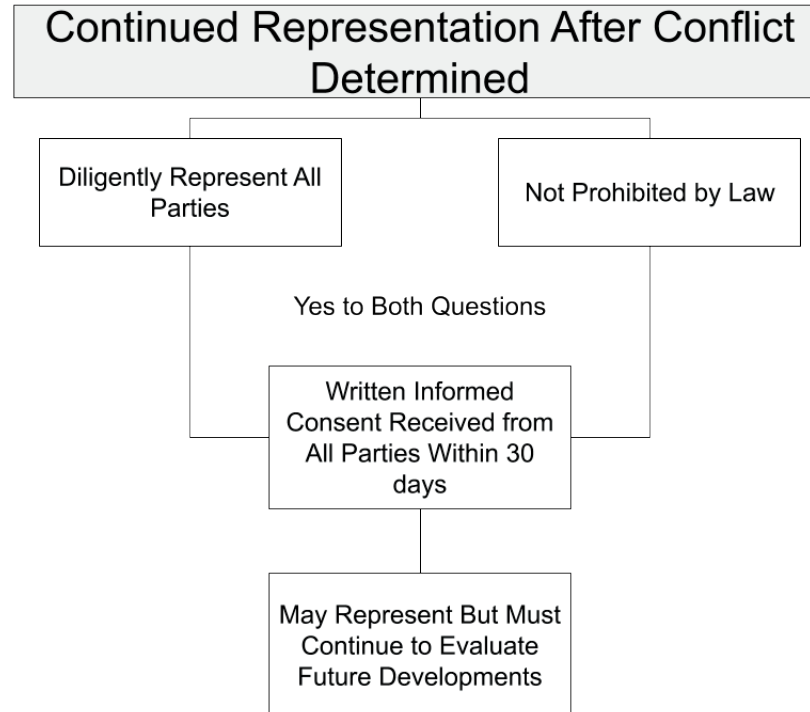 Continued Representation After Conflict
Determined
Diligently Represent All
Parties
Not Prohibited by Law
Yes to Both Questions
Written Informed
Consent Received from
All Parties Within 30
days
May Represent But Must
Continue to Evaluate
Future Developments